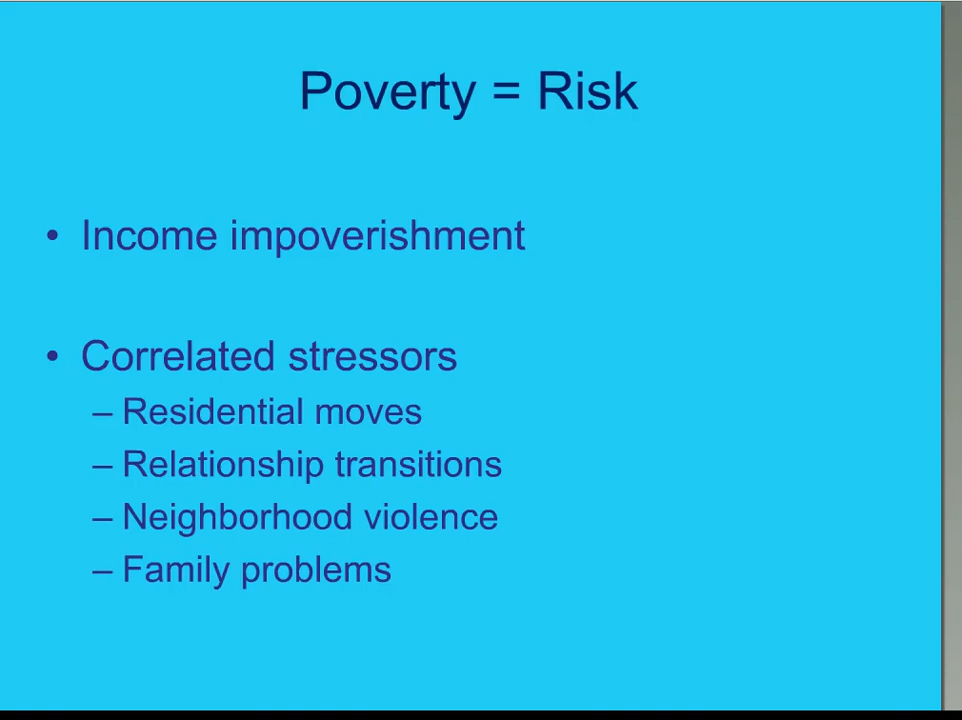 Poverty = Risk
• Income impoverishment
• Correlated stressors
– Residential moves
– Relationship transitions
– Neighborhood violence
– Family problems